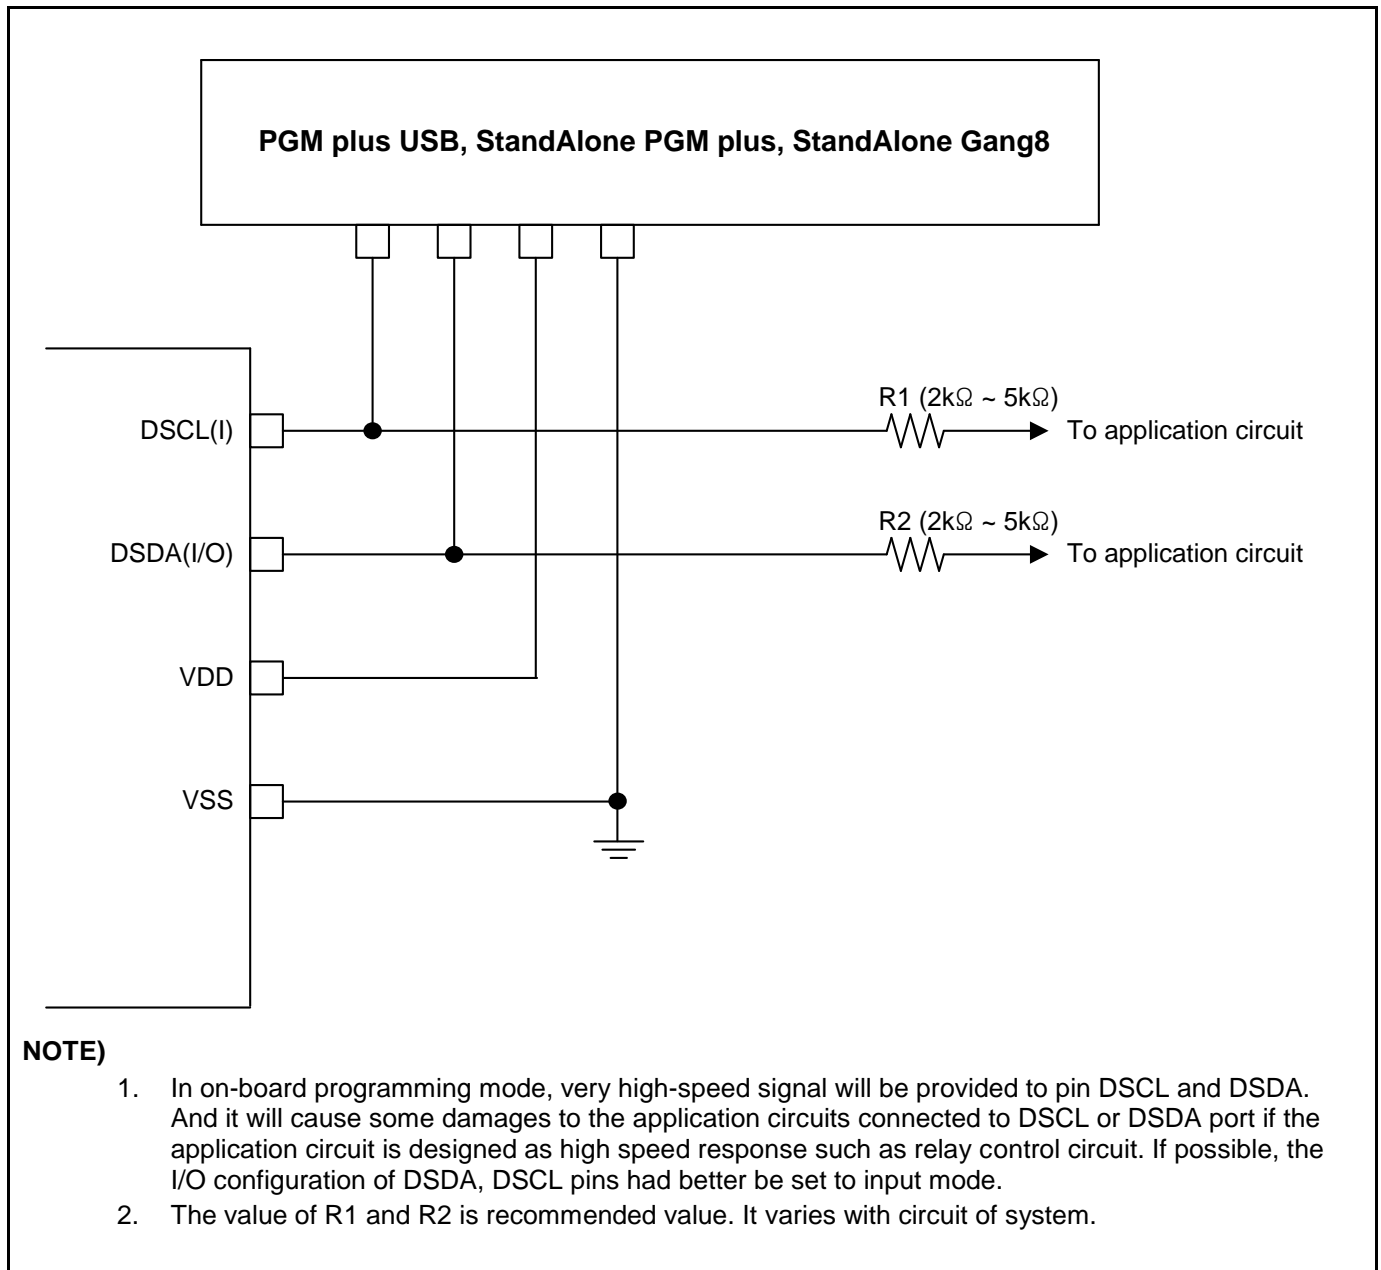 PGM plus USB, StandAlone PGM plus, StandAlone Gang8
R1 (2kΩ ~ 5kΩ)
DSCL(I)
To application circuit
R2 (2kΩ ~ 5kΩ)
DSDA(I/O)
To application circuit
VDD
VSS
NOTE)
1. In on-board programming mode, very high-speed signal will be provided to pin DSCL and DSDA.
And it will cause some damages to the application circuits connected to DSCL or DSDA port if the
application circuit is designed as high speed response such as relay control circuit. If possible, the
I/O configuration of DSDA, DSCL pins had better be set to input mode.
2. The value of R1 and R2 is recommended value. It varies with circuit of system.